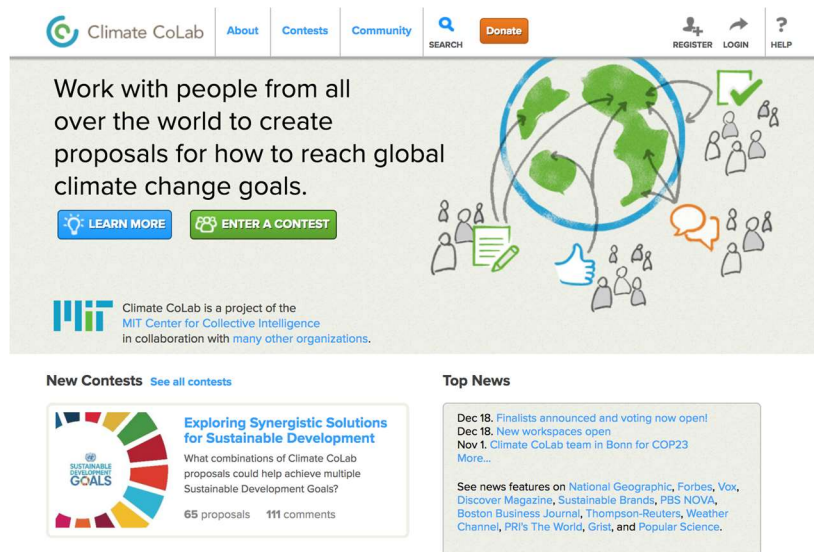 Climate CoLab
About
Contests
Community
SEARCH
Donate
REGISTER
LOGIN
?
HELP
Work with people from all
over the world to create
proposals for how to reach global
climate change goals.
LEARN MORE
ENTER A CONTEST
MIT
Climate CoLab is a project of the
MIT Center for Collective Intelligence
in collaboration with many other organizations.
New Contests See all contests
SUSTAINABLE
DEVELOPMENT
GOALS
Exploring Synergistic Solutions
for Sustainable Development
What combinations of Climate CoLab
proposals could help achieve multiple
Sustainable Development Goals?
65 proposals 111 comments
Top News
Dec 18. Finalists announced and voting now open!
Dec 18. New workspaces open
Nov 1. Climate CoLab team in Bonn for COP23
More...
See news features on National Geographic, Forbes, Vox,
Discover Magazine, Sustainable Brands, PBS NOVA,
Boston Business Journal, Thompson-Reuters, Weather
Channel, PRI's The World, Grist, and Popular Science.